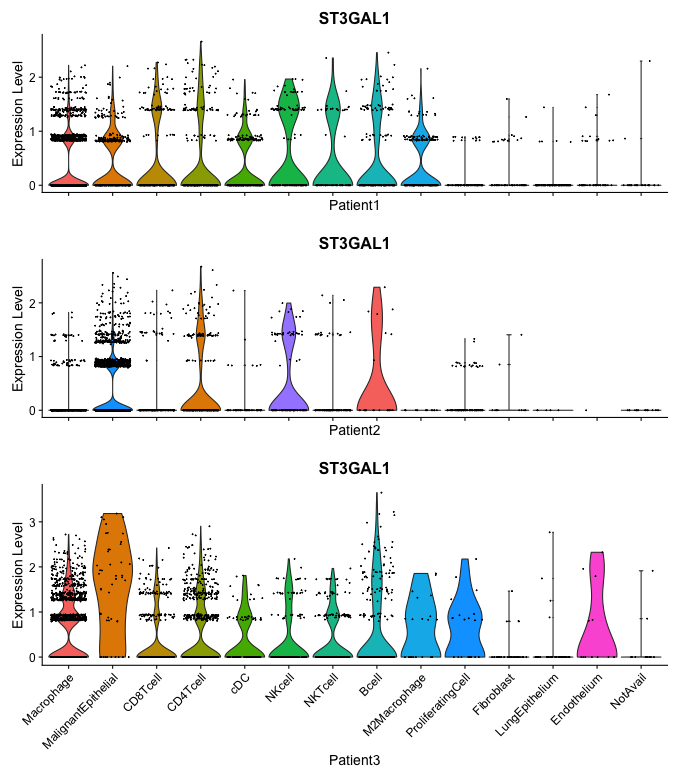 ST3GAL1
Expression Level
2
1
0
Patient1
ST3GAL1
Expression Level
2
1
0
Patient2
ST3GAL1
Expression Level
3
2
1
0
Macrophage
MalignantEpithelial
CD8Tcell
CD4Tcell
cDC
NKcell
NKTcell
Bcell
M2Macrophage
ProliferatingCell
Fibroblast
LungEpithelium
Endothelium
NotAvail
Patient3